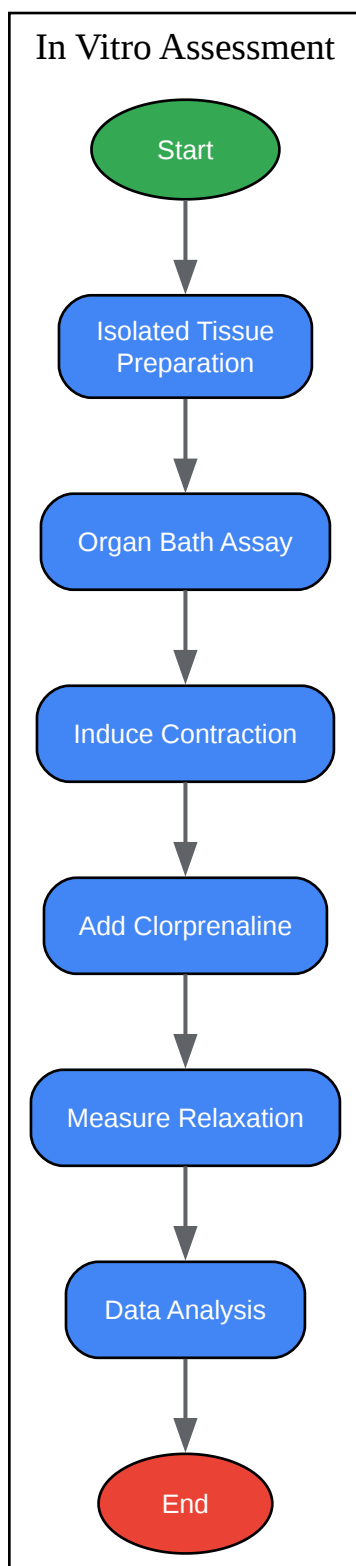 In Vitro Assessment
Start
Isolated Tissue
Preparation
Organ Bath Assay
Induce Contraction
Add Clorprenaline
Measure Relaxation
Data Analysis
End